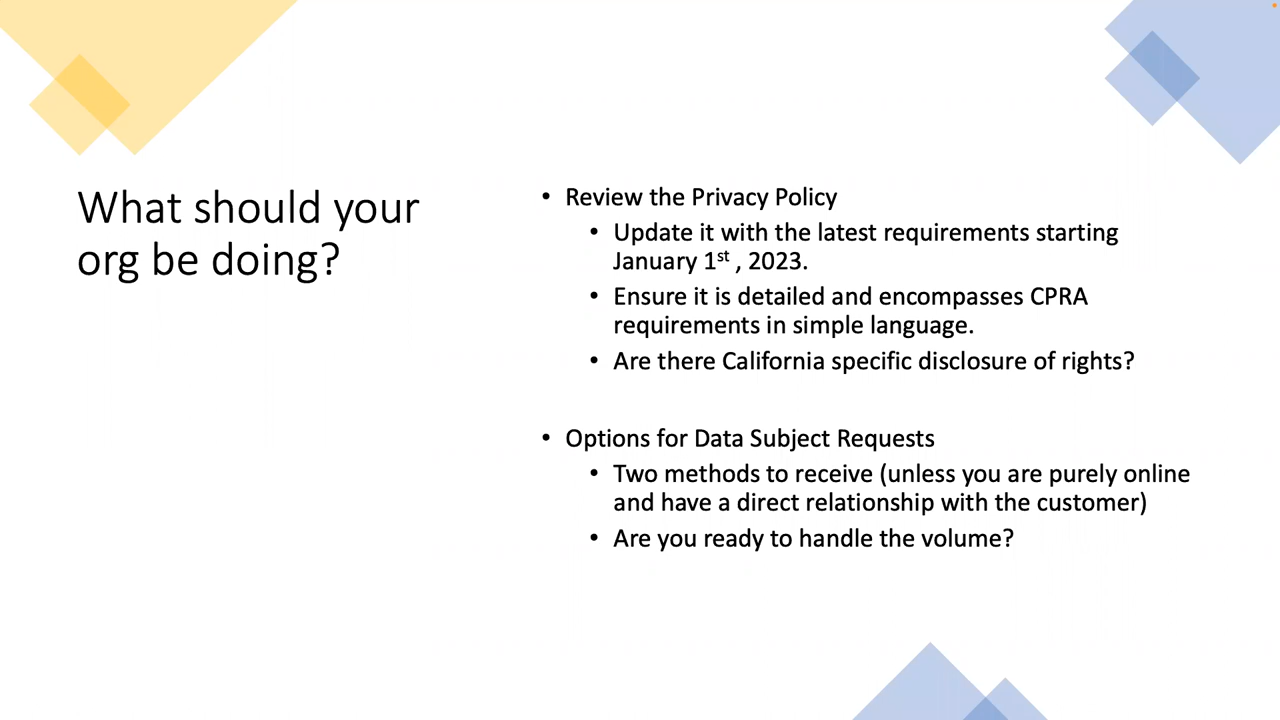 What should your
org be doing?
• Review the Privacy Policy
• Update it with the latest requirements starting
January 1st , 2023.
• Ensure it is detailed and encompasses CPRA
requirements in simple language.
• Are there California specific disclosure of rights?
• Options for Data Subject Requests
• Two methods to receive (unless you are purely online
and have a direct relationship with the customer)
• Are you ready to handle the volume?